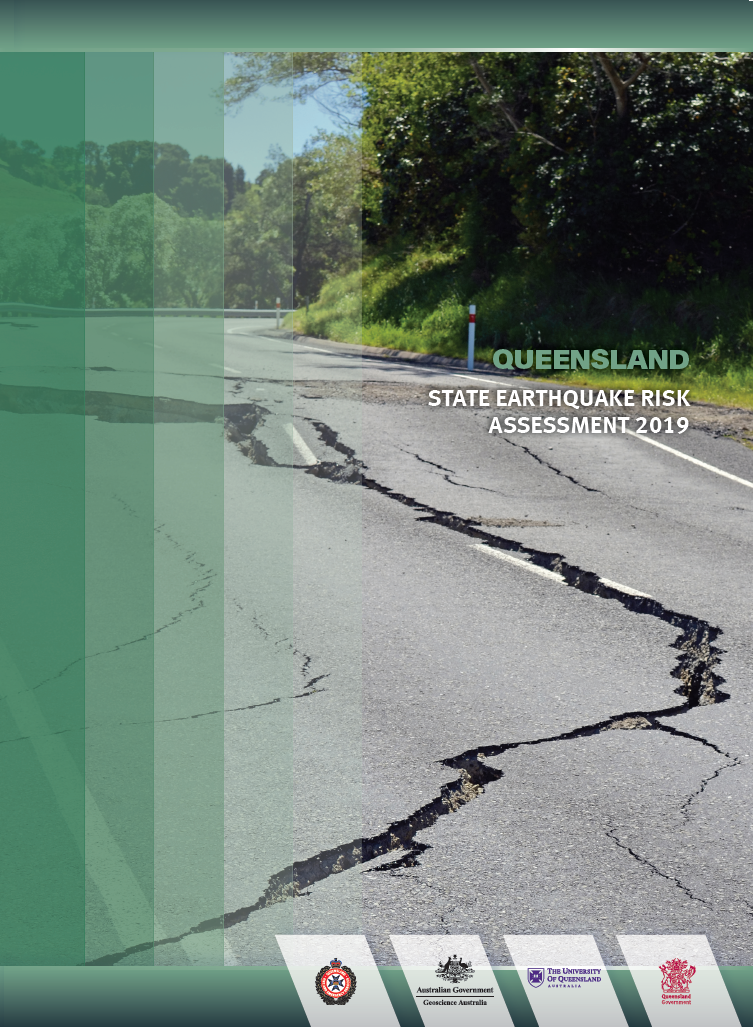 QUEENSLAND
STATE EARTHQUAKE RISK
ASSESSMENT 2019
Australian Government
Geoscience Australia
THE UNIVERSITY
OF QUEENSLAND
AUSTRALIA
Queensland
Government